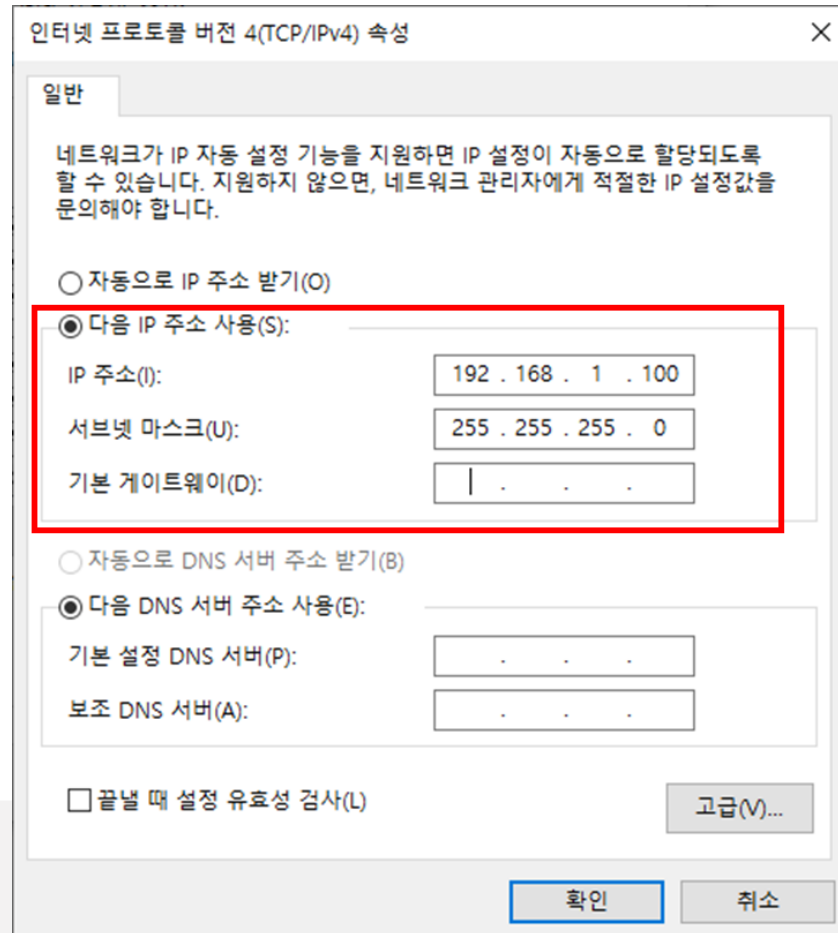 인터넷 프로토콜 버전 4(TCP/IPv4) 속성
일반
네트워크가 IP 자동 설정 기능을 지원하면 IP 설정이 자동으로 할당되도록
할 수 있습니다. 지원하지 않으면, 네트워크 관리자에게 적절한 IP 설정값을
문의해야 합니다.
자동으로 IP 주소 받기(O)
다음 IP 주소 사용(S):
IP 주소(I): 192 . 168 . 1 . 100
서브넷 마스크(U): 255 . 255 . 255 . 0
기본 게이트웨이(D): . . .
자동으로 DNS 서버 주소 받기(B)
다음 DNS 서버 주소 사용(E):
기본 설정 DNS 서버(P): . . .
보조 DNS 서버(A): . . .
끝낼 때 설정 유효성 검사(L)
고급(V)...
확인 취소